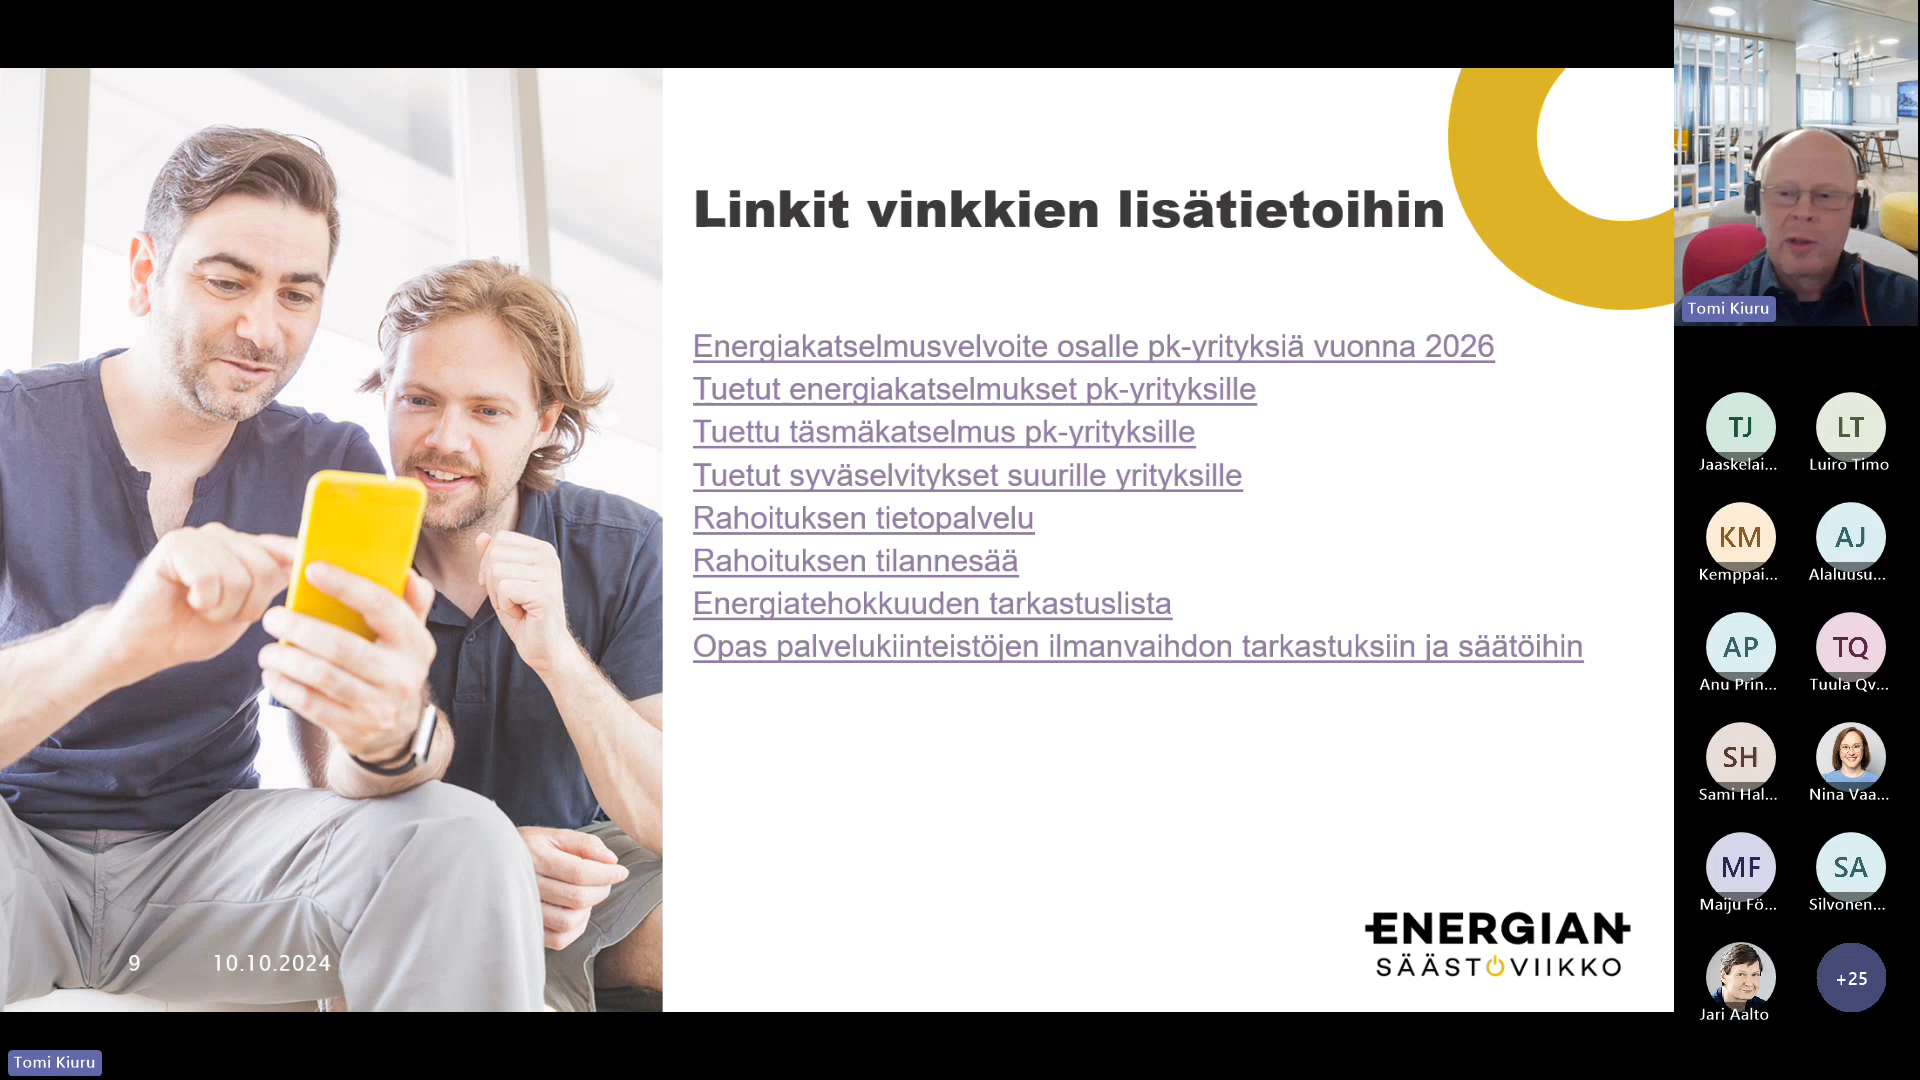 Linkit vinkkien lisätietoihin
Energiakatselmusvelvoite osalle pk-yrityksiä vuonna 2026
Tuetut energiakatselmukset pk-yrityksille
Tuettu täsmäkatselmus pk-yrityksille
Tuetut syväselvitykset suurille yrityksille
Rahoituksen tietopalvelu
Rahoituksen tilannesää
Energiatehokkuuden tarkastuslista
Opas palvelukiinteistöjen ilmanvaihdon tarkastuksiin ja säätöihin
ENERGIAN
SÄÄSTÖVIIKKO
9 10.10.2024
Tomi Kiuru
Tomi Kiuru
TJ
Jaaskelai...
LT
Luiro Timo
KM
Kemppai...
AJ
Alaluusu...
AP
Anu Prin...
TQ
Tuula Qv...
SH
Sami Hal...
Nina Vaa...
MF
Maiju Fö...
SA
Silvonen...
Jari Aalto
+25